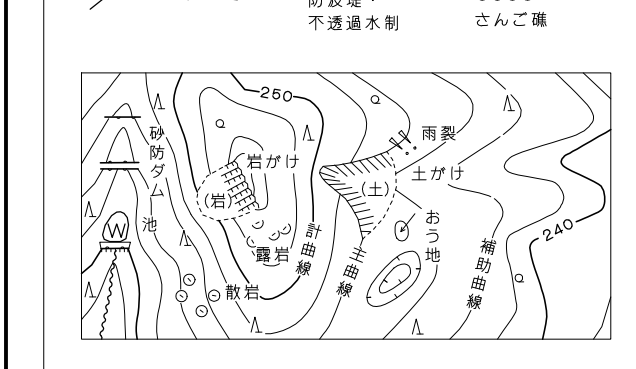 防波堤・
不透過水制
さんご礁
250
雨裂
砂防ダム
岩がけ
土がけ
(岩)
(土)
池
W
計曲線
おう地
240
露岩
主曲線
補助曲線
散岩